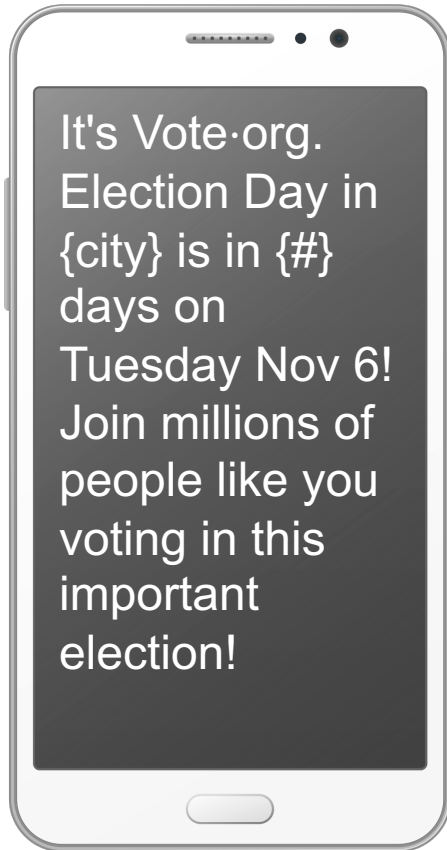 It's Vote·org.
Election Day in
{city} is in {#}
days on
Tuesday Nov 6!
Join millions of
people like you
voting in this
important
election!